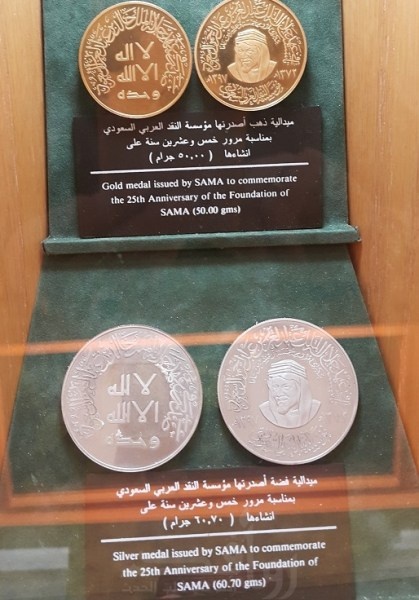 لا اله
الا الله
وحده
١٣٩٧ ١٣٧٢
ميدالية ذهب أصدرتها مؤسسة النقد العربي السعودي
بمناسبة مرور خمس وعشرين سنة على
انشاءها ( ٥٠,٠٠ جرام )
Gold medal issued by SAMA to commemorate
the 25th Anniversary of the Foundation of
SAMA (50.00 gms)
لا اله
الا الله
وحده
ميدالية فضة أصدرتها مؤسسة النقد العربي السعودي
بمناسبة مرور خمس وعشرين سنة على
انشاءها ( ٦٠,٧٠ جرام )
Silver medal issued by SAMA to commemorate
the 25th Anniversary of the Foundation of
SAMA (60.70 gms)